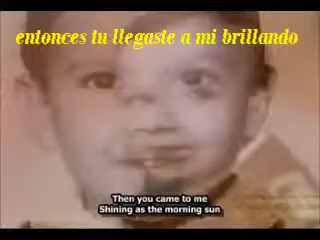 entonces tu llegaste a mi brillando
Then you came to me
Shining as the morning sun